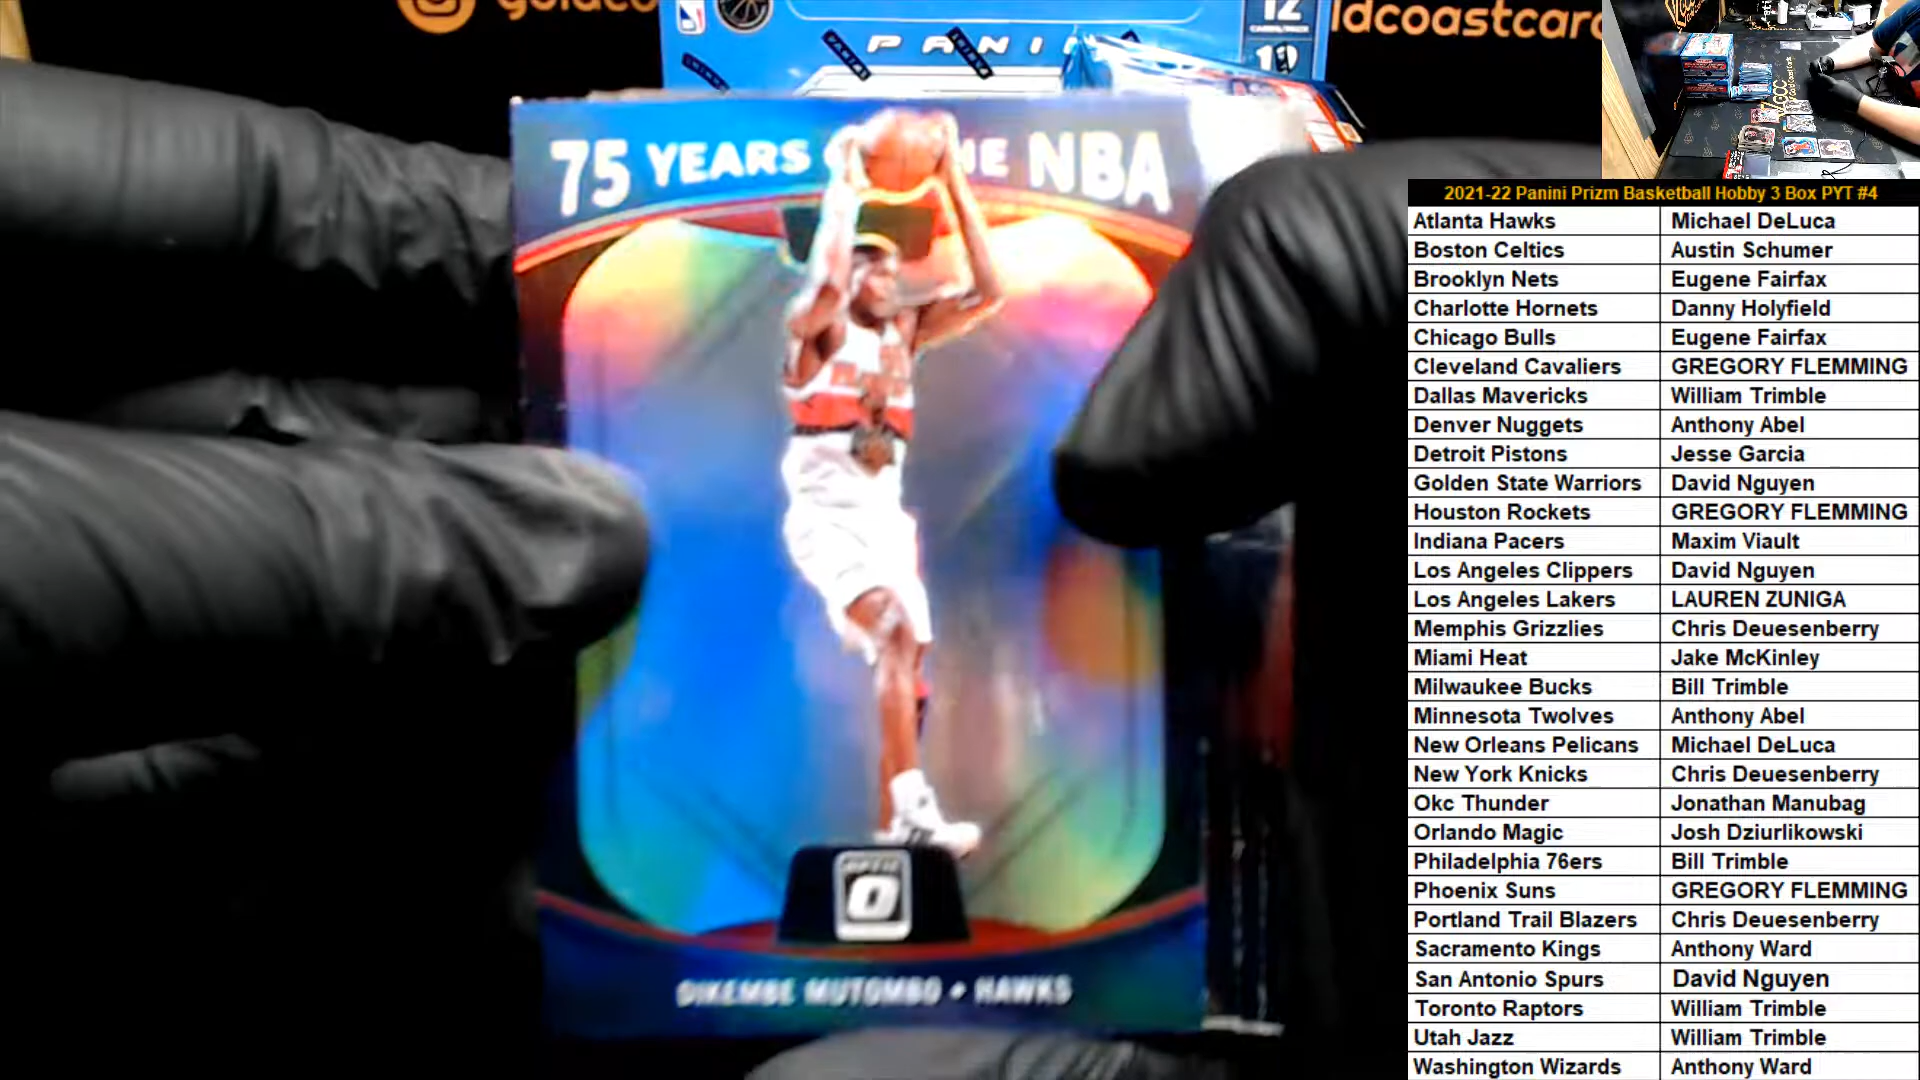 goldco
ldcoastcard
PANINI
12
75 YEARS OF THE NBA
OPTIC
DIKEMBE MUTOMBO • HAWKS
2021-22 Panini Prizm Basketball Hobby 3 Box PYT #4
Atlanta Hawks Michael DeLuca
Boston Celtics Austin Schumer
Brooklyn Nets Eugene Fairfax
Charlotte Hornets Danny Holyfield
Chicago Bulls Eugene Fairfax
Cleveland Cavaliers GREGORY FLEMMING
Dallas Mavericks William Trimble
Denver Nuggets Anthony Abel
Detroit Pistons Jesse Garcia
Golden State Warriors David Nguyen
Houston Rockets GREGORY FLEMMING
Indiana Pacers Maxim Viault
Los Angeles Clippers David Nguyen
Los Angeles Lakers LAUREN ZUNIGA
Memphis Grizzlies Chris Deuesenberry
Miami Heat Jake McKinley
Milwaukee Bucks Bill Trimble
Minnesota Twolves Anthony Abel
New Orleans Pelicans Michael DeLuca
New York Knicks Chris Deuesenberry
Okc Thunder Jonathan Manubag
Orlando Magic Josh Dziurlikowski
Philadelphia 76ers Bill Trimble
Phoenix Suns GREGORY FLEMMING
Portland Trail Blazers Chris Deuesenberry
Sacramento Kings Anthony Ward
San Antonio Spurs David Nguyen
Toronto Raptors William Trimble
Utah Jazz William Trimble
Washington Wizards Anthony Ward